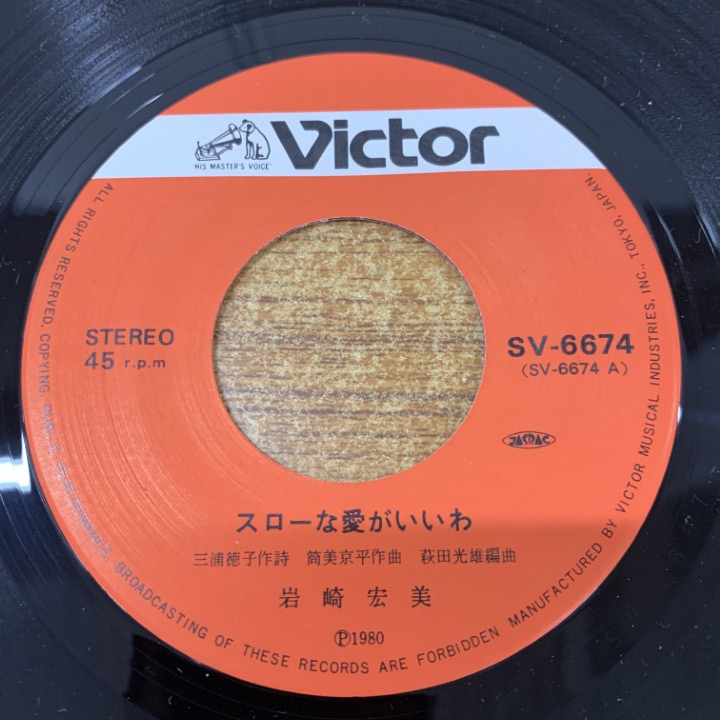 Victor
"HIS MASTER'S VOICE"
STEREO
45 r.p.m
SV-6674
(SV-6674 A)
JASRAC
スローな愛がいいわ
三浦徳子作詩 筒美京平作曲 萩田光雄編曲
岩崎宏美
Ⓟ1980
ALL RIGHTS RESERVED. COPYING, PUBLIC PERFORMANCE, BROADCASTING OF THESE RECORDS ARE FORBIDDEN MANUFACTURED BY VICTOR MUSICAL INDUSTRIES, INC., TOKYO, JAPAN.